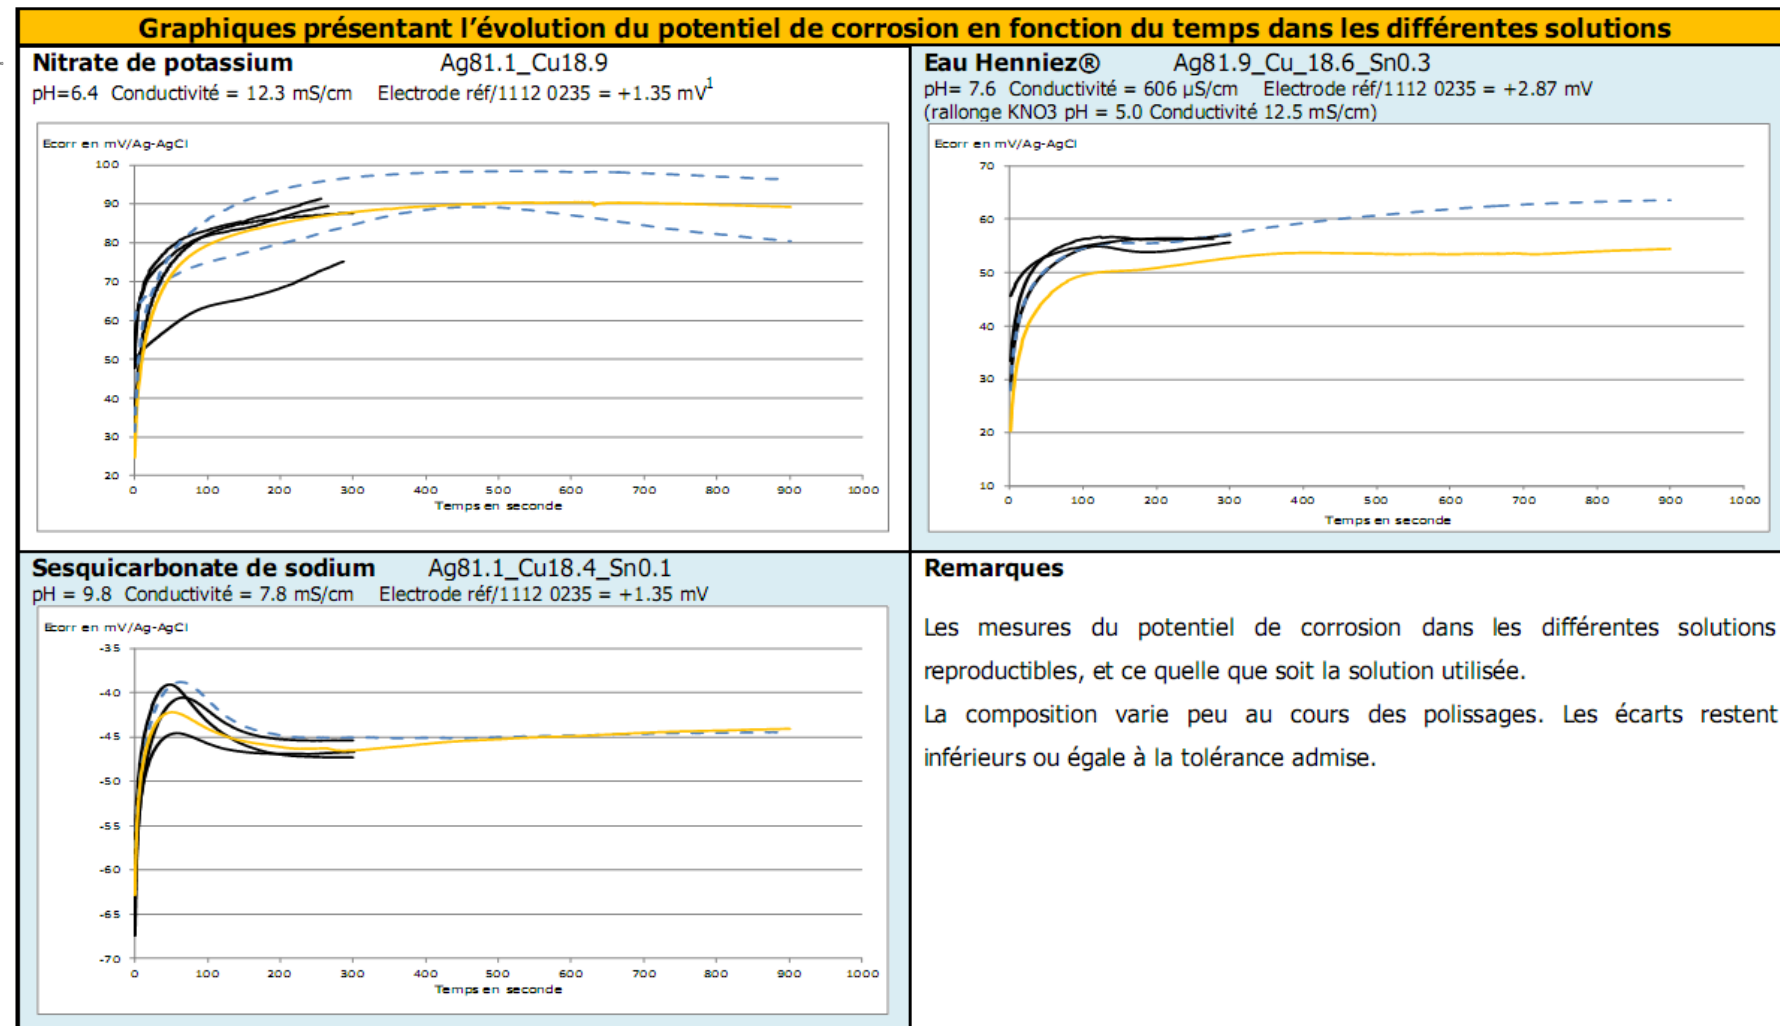 Graphiques présentant l'évolution du potentiel de corrosion en fonction du temps dans les différentes solutions
Nitrate de potassium Ag81.1_Cu18.9
pH=6.4 Conductivité = 12.3 mS/cm Electrode réf/1112 0235 = +1.35 mV1
Ecorr en mV/Ag-AgCl
100
90
80
70
60
50
40
30
20
0 100 200 300 400 500 600 700 800 900 1000
Temps en seconde
Eau Henniez® Ag81.9_Cu_18.6_Sn0.3
pH= 7.6 Conductivité = 606 µS/cm Electrode réf/1112 0235 = +2.87 mV
(rallonge KNO3 pH = 5.0 Conductivité 12.5 mS/cm)
Ecorr en mV/Ag-AgCl
70
60
50
40
30
20
10
0 100 200 300 400 500 600 700 800 900 1000
Temps en seconde
Sesquicarbonate de sodium Ag81.1_Cu18.4_Sn0.1
pH = 9.8 Conductivité = 7.8 mS/cm Electrode réf/1112 0235 = +1.35 mV
Ecorr en mV/Ag-AgCl
-35
-40
-45
-50
-55
-60
-65
-70
0 100 200 300 400 500 600 700 800 900 1000
Temps en seconde
Remarques
Les mesures du potentiel de corrosion dans les différentes solutions
reproductibles, et ce quelle que soit la solution utilisée.
La composition varie peu au cours des polissages. Les écarts restent
inférieurs ou égale à la tolérance admise.